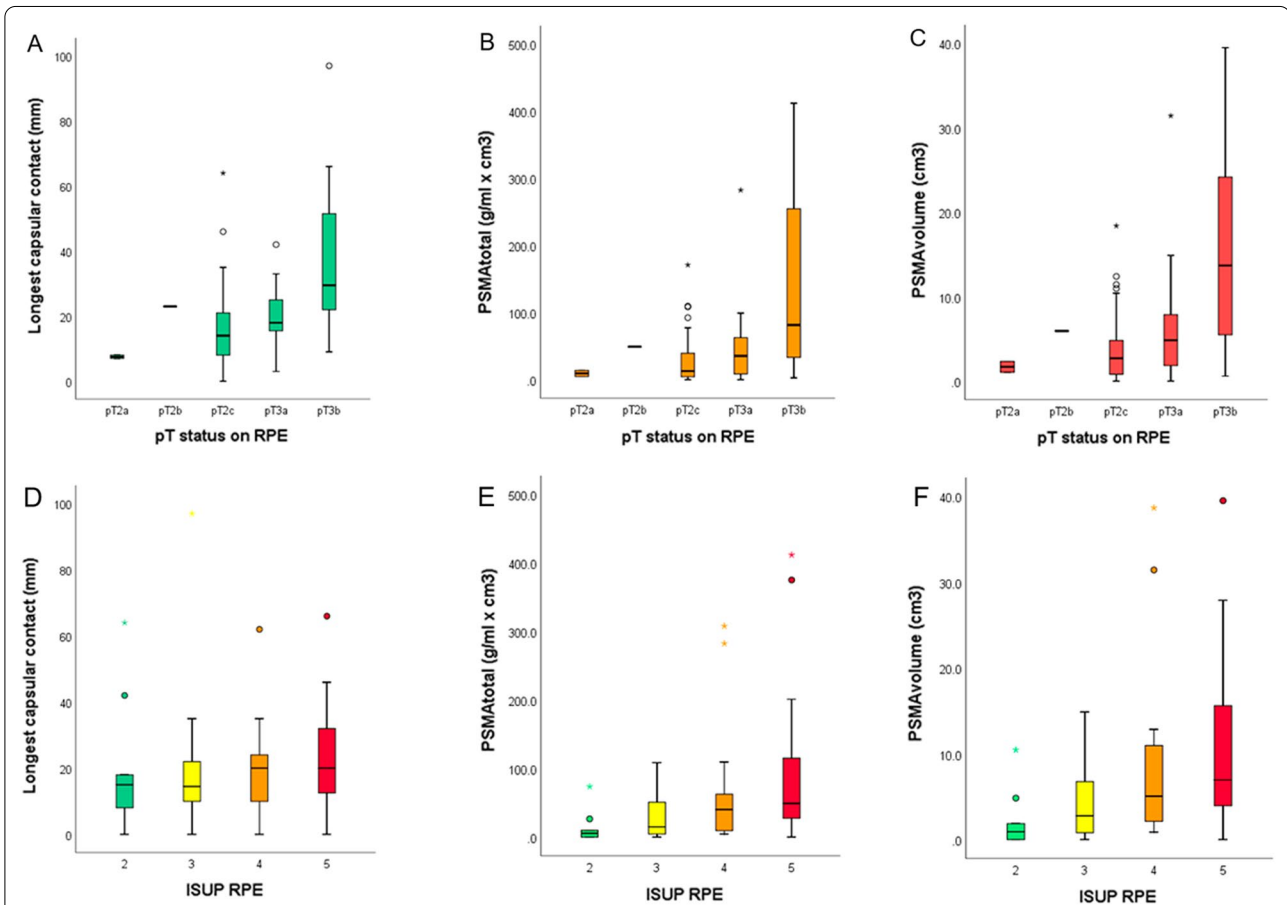 A
Longest capsular contact (mm)
100
80
60
40
20
0
pT2a pT2b pT2c pT3a pT3b
pT status on RPE
B
PSMAtotal (g/ml x cm3)
500.0
400.0
300.0
200.0
100.0
.0
pT2a pT2b pT2c pT3a pT3b
pT status on RPE
C
PSMAvolume (cm3)
40.0
30.0
20.0
10.0
.0
pT2a pT2b pT2c pT3a pT3b
pT status on RPE
D
Longest capsular contact (mm)
100
80
60
40
20
0
2 3 4 5
ISUP RPE
E
PSMAtotal (g/ml x cm3)
500.0
400.0
300.0
200.0
100.0
.0
2 3 4 5
ISUP RPE
F
PSMAvolume (cm3)
40.0
30.0
20.0
10.0
.0
2 3 4 5
ISUP RPE